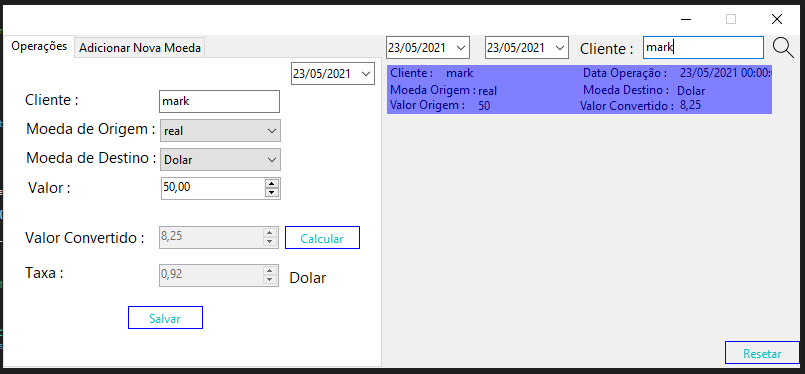 Operações
Adicionar Nova Moeda
23/05/2021
Cliente :
mark
Moeda de Origem :
real
Moeda de Destino :
Dolar
Valor :
50,00
Valor Convertido :
8,25
Calcular
Taxa :
0,92
Dolar
Salvar
23/05/2021
23/05/2021
Cliente :
mark
Cliente : mark Data Operação : 23/05/2021 00:00:
Moeda Origem : real Moeda Destino : Dolar
Valor Origem : 50 Valor Convertido : 8,25
Resetar